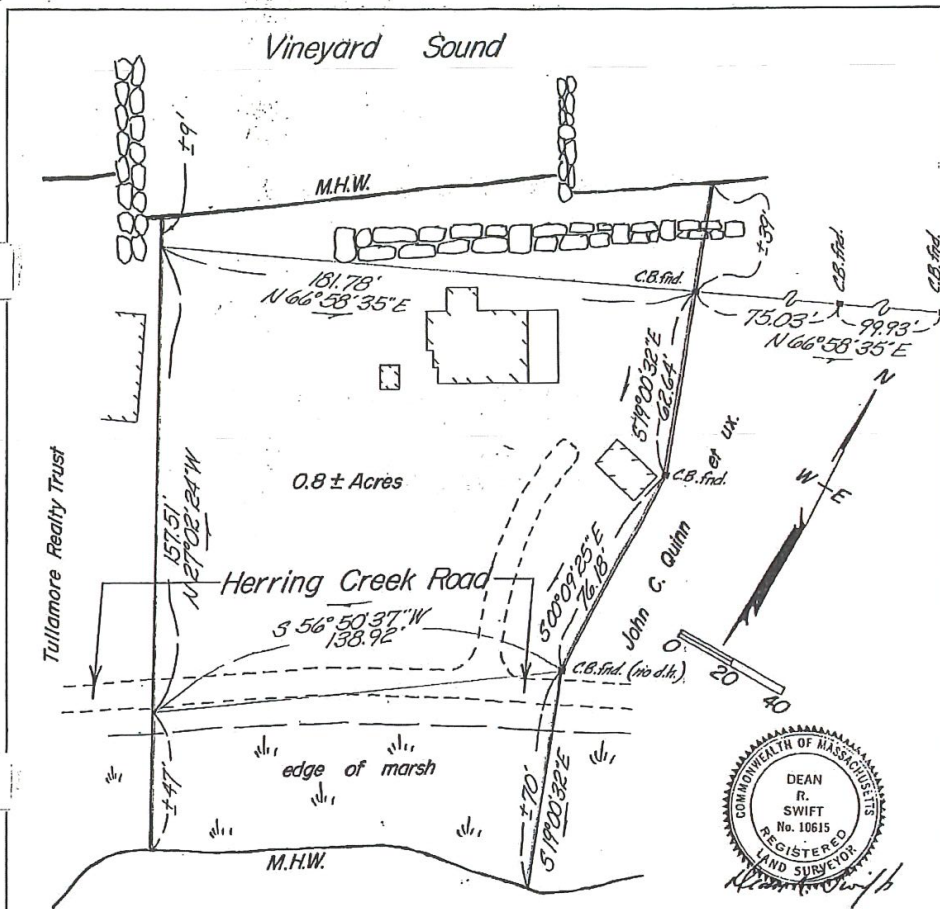 Vineyard Sound
±9'
M.H.W.
±39'
C.B. fnd.
C.B. fnd.
C.B. fnd.
181.78'
N 66° 58' 35" E
75.03'
99.93'
N 66° 58' 35" E
S 19° 00' 32" E
62.64'
N
W E
C.B. fnd.
0.8 ± Acres
Tullamore Realty Trust
157.51'
N 27° 02' 24" W
John C. Quinn et ux.
S 00° 09' 25" E
76.18'
Herring Creek Road
S 56° 50' 37" W
138.92'
C.B. fnd. (no d.h.)
0
20
40
edge of marsh
±47'
±70'
S 19° 00' 32" E
M.H.W.
COMMONWEALTH OF MASSACHUSETTS
DEAN
R.
SWIFT
No. 10615
REGISTERED
LAND SURVEYOR
Dean R. Swift